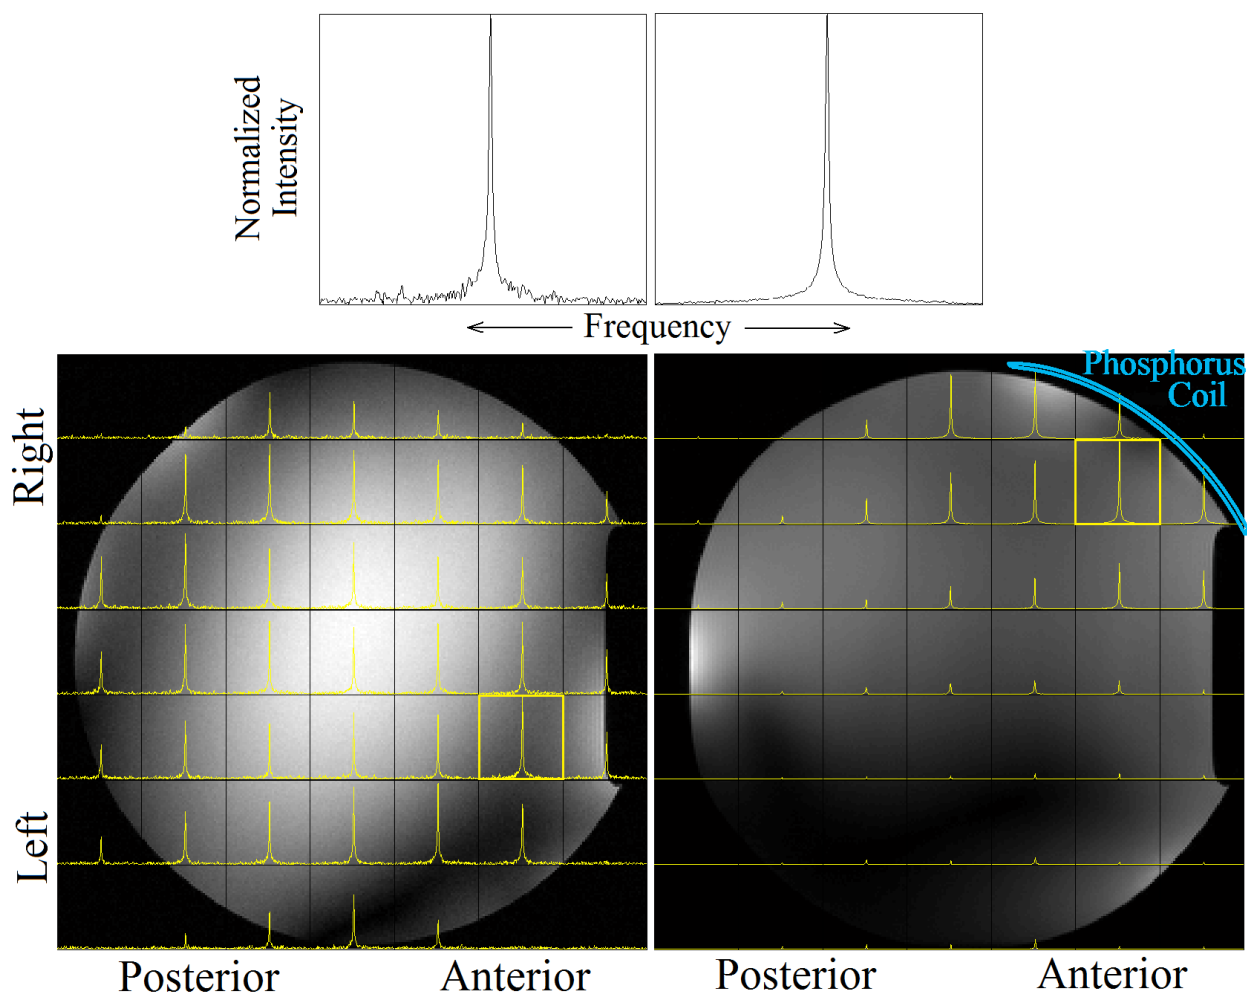 Normalized
Intensity
Frequency
Phosphorus
Coil
Right
Left
Posterior
Anterior
Posterior
Anterior